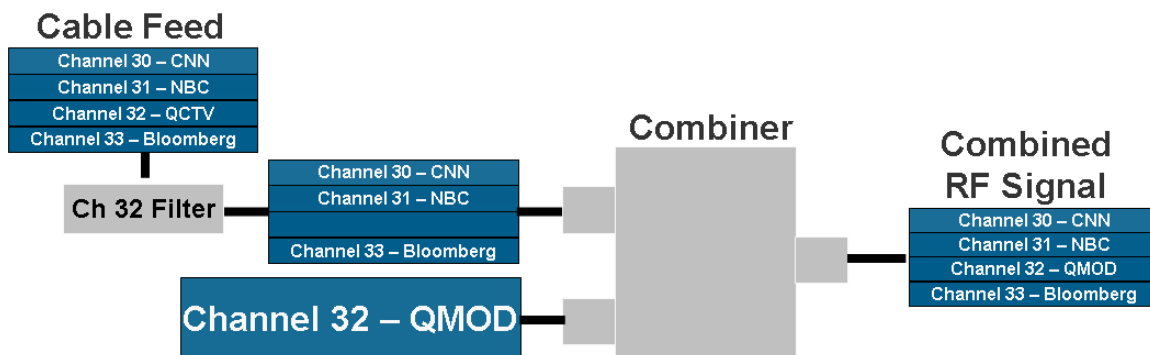 Cable Feed
Channel 30 – CNN
Channel 31 – NBC
Channel 32 – QCTV
Channel 33 – Bloomberg
Ch 32 Filter
Channel 30 – CNN
Channel 31 – NBC
Channel 33 – Bloomberg
Channel 32 – QMOD
Combiner
Combined
RF Signal
Channel 30 – CNN
Channel 31 – NBC
Channel 32 – QMOD
Channel 33 – Bloomberg